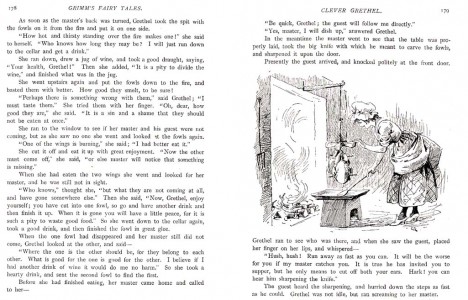 178 GRIMM'S FAIRY TALES.
As soon as the master's back was turned, Grethel took the spit with
the fowls on it from the fire and put it on one side.
"How hot and thirsty standing over the fire makes one!" she said
to herself. "Who knows how long they may be? I will just run down
to the cellar and get a drink."
She ran down, drew a jug of wine, and took a good draught, saying,
"Your health, Grethel!" Then she added, "It is a pity to divide the
wine," and finished what was in the jug.
She went upstairs again and put the fowls down to the fire, and
basted them with butter. How good they smelt, to be sure!
"Perhaps there is something wrong with them," said Grethel; "I
must taste them." She tried them with her finger. "Oh, dear, how
good they are," she said. "It is a sin and a shame that they should
not be eaten at once."
She ran to the window to see if her master and his guest were not
coming, but as she saw no one she went and looked at the fowls again.
"One of the wings is burning," she said; "I had better eat it."
She cut it off and eat it up with great enjoyment. "Now the other
must come off," she said, "or else master will notice that something
is missing."
When she had eaten the two wings she went and looked for her
master, and he was still not in sight.
"Who knows," thought she, "but what they are not coming at all,
and have gone somewhere else." Then she said, "Now, Grethel, enjoy
yourself; you have cut into one fowl, so go and have another drink and
then finish it up. When it is gone you will have a little peace, for it is
such a pity to waste good food." So she went down to the cellar again,
took a good drink, and then finished the fowl in great glee.
When the one fowl had disappeared and her master still did not
come, Grethel looked at the other, and said—
"Where the one is the other should be, for they belong to each
other. What is good for the one is good for the other. I believe if I
had another drink of wine it would do me no harm." So she took a
hearty drink, and sent the second fowl to find the first.
Before she had finished eating, her master came home and called
to her—
CLEVER GRETHEL. 179
"Be quick, Grethel; the guest will follow me directly."
"Yes, master, I will dish up," answered Grethel.
In the meantime the master went to see that the table was pro-
perly laid, took the big knife with which he meant to carve the fowls,
and sharpened it upon the door.
Presently the guest arrived, and knocked politely at the front door.
Grethel ran to see who was there, and when she saw the guest, placed
her finger on her lips, and whispered—
"Hush, hush! Run away as fast as you can. It will be the worse
for you if my master catches you. It is true he has invited you to
supper, but he only means to cut off both your ears. Hark! you can
hear him sharpening the knife."
The guest heard the sharpening, and hurried down the steps as fast
as he could. Grethel was not idle, but ran screaming to her master.